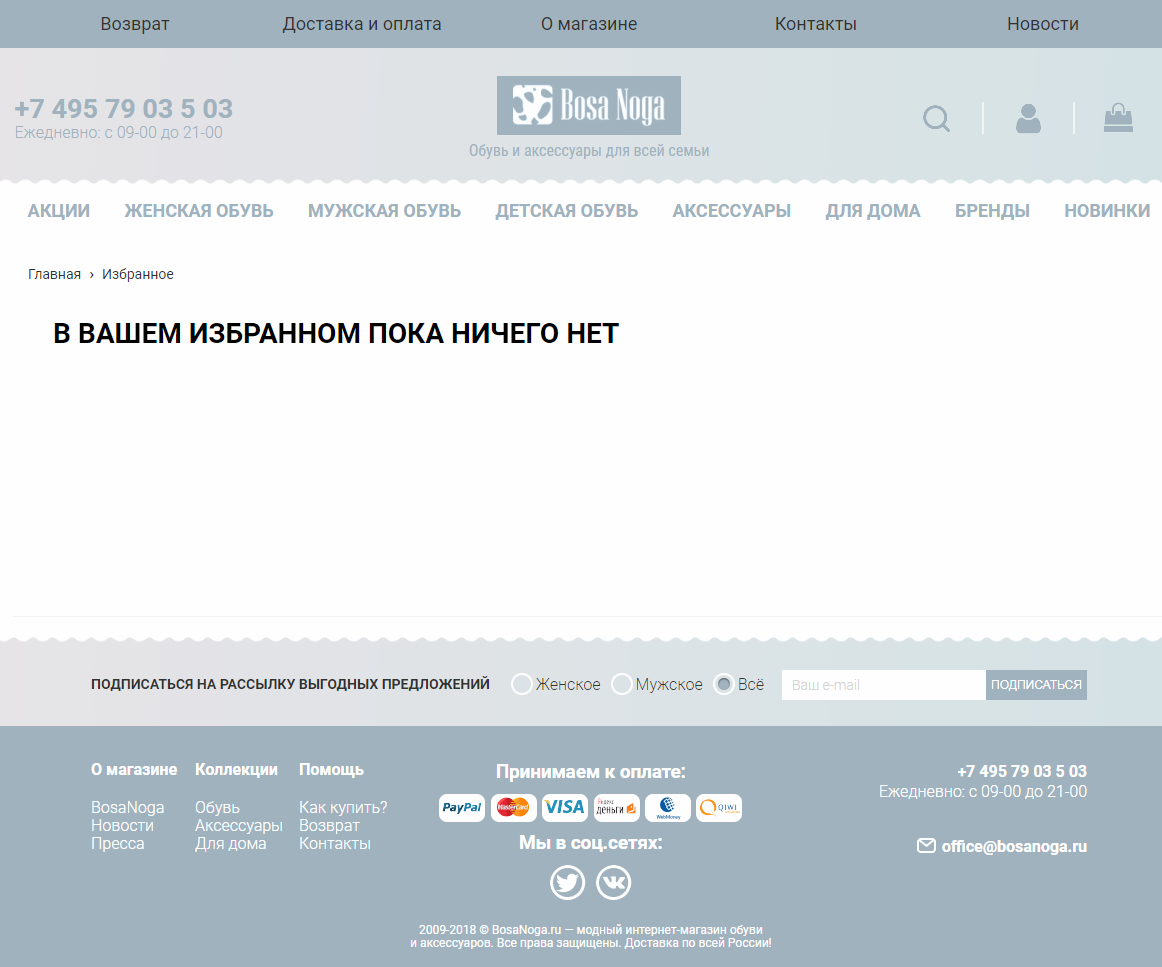 Возврат Доставка и оплата О магазине Контакты Новости
+7 495 79 03 5 03
Ежедневно: с 09-00 до 21-00
Bosa Noga
Обувь и аксессуары для всей семьи
АКЦИИ ЖЕНСКАЯ ОБУВЬ МУЖСКАЯ ОБУВЬ ДЕТСКАЯ ОБУВЬ АКСЕССУАРЫ ДЛЯ ДОМА БРЕНДЫ НОВИНКИ
Главная › Избранное
В ВАШЕМ ИЗБРАННОМ ПОКА НИЧЕГО НЕТ
ПОДПИСАТЬСЯ НА РАССЫЛКУ ВЫГОДНЫХ ПРЕДЛОЖЕНИЙ Женское Мужское Всё Ваш e-mail ПОДПИСАТЬСЯ
О магазине
BosaNoga
Новости
Пресса
Коллекции
Обувь
Аксессуары
Для дома
Помощь
Как купить?
Возврат
Контакты
Принимаем к оплате:
PayPal MasterCard VISA Яндекс деньги WebMoney QIWI
Мы в соц.сетях:
+7 495 79 03 5 03
Ежедневно: с 09-00 до 21-00
office@bosanoga.ru
2009-2018 © BosaNoga.ru — модный интернет-магазин обуви
и аксессуаров. Все права защищены. Доставка по всей России!